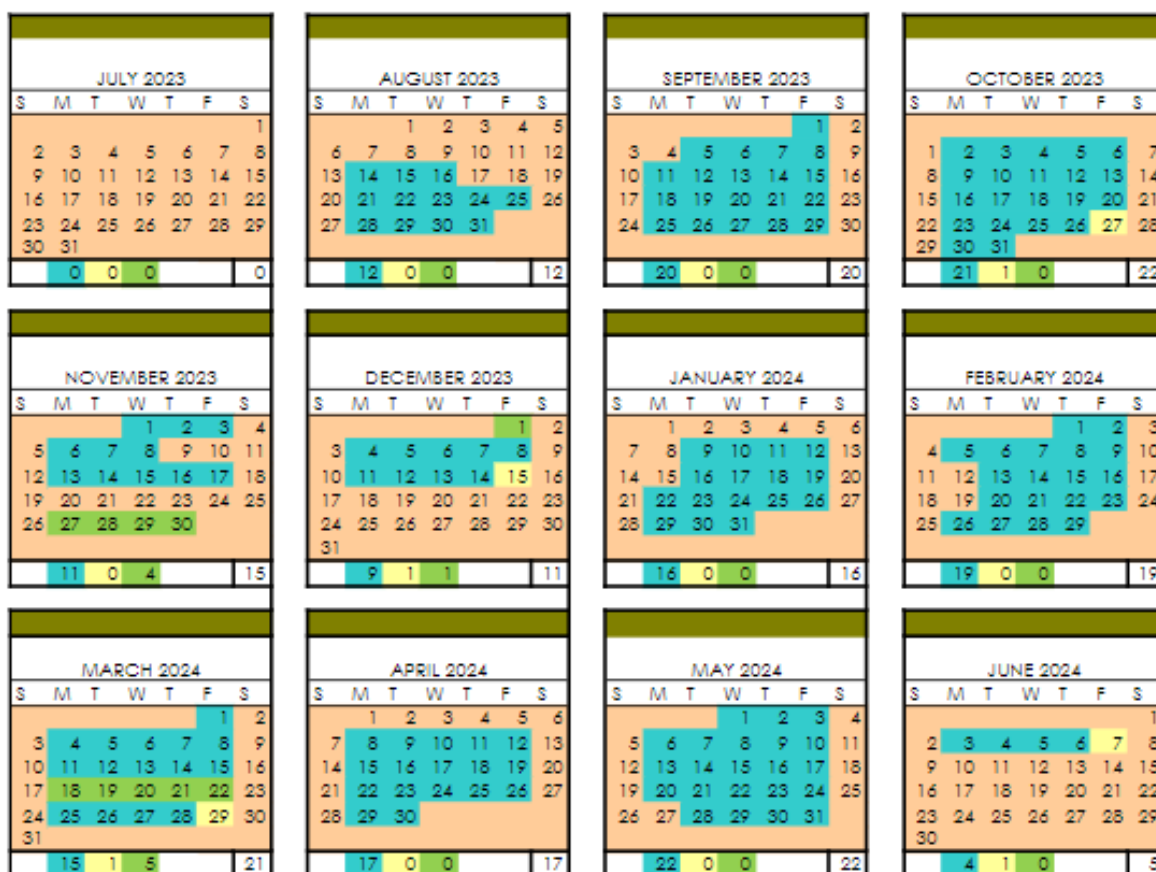 JULY 2023
S M T W T F S
1
2 3 4 5 6 7 8
9 10 11 12 13 14 15
16 17 18 19 20 21 22
23 24 25 26 27 28 29
30 31
0 0 0 0
AUGUST 2023
S M T W T F S
1 2 3 4 5
6 7 8 9 10 11 12
13 14 15 16 17 18 19
20 21 22 23 24 25 26
27 28 29 30 31
12 0 0 12
SEPTEMBER 2023
S M T W T F S
1 2
3 4 5 6 7 8 9
10 11 12 13 14 15 16
17 18 19 20 21 22 23
24 25 26 27 28 29 30
20 0 0 20
OCTOBER 2023
S M T W T F S
1 2 3 4 5 6 7
8 9 10 11 12 13 14
15 16 17 18 19 20 21
22 23 24 25 26 27 28
29 30 31
21 1 0 22
NOVEMBER 2023
S M T W T F S
1 2 3 4
5 6 7 8 9 10 11
12 13 14 15 16 17 18
19 20 21 22 23 24 25
26 27 28 29 30
11 0 4 15
DECEMBER 2023
S M T W T F S
1 2
3 4 5 6 7 8 9
10 11 12 13 14 15 16
17 18 19 20 21 22 23
24 25 26 27 28 29 30
31
9 1 1 11
JANUARY 2024
S M T W T F S
1 2 3 4 5 6
7 8 9 10 11 12 13
14 15 16 17 18 19 20
21 22 23 24 25 26 27
28 29 30 31
16 0 0 16
FEBRUARY 2024
S M T W T F S
1 2 3
4 5 6 7 8 9 10
11 12 13 14 15 16 17
18 19 20 21 22 23 24
25 26 27 28 29
19 0 0 19
MARCH 2024
S M T W T F S
1 2
3 4 5 6 7 8 9
10 11 12 13 14 15 16
17 18 19 20 21 22 23
24 25 26 27 28 29 30
31
15 1 5 21
APRIL 2024
S M T W T F S
1 2 3 4 5 6
7 8 9 10 11 12 13
14 15 16 17 18 19 20
21 22 23 24 25 26 27
28 29 30
17 0 0 17
MAY 2024
S M T W T F S
1 2 3 4
5 6 7 8 9 10 11
12 13 14 15 16 17 18
19 20 21 22 23 24 25
26 27 28 29 30 31
22 0 0 22
JUNE 2024
S M T W T F S
1
2 3 4 5 6 7 8
9 10 11 12 13 14 15
16 17 18 19 20 21 22
23 24 25 26 27 28 29
30
4 1 0 5